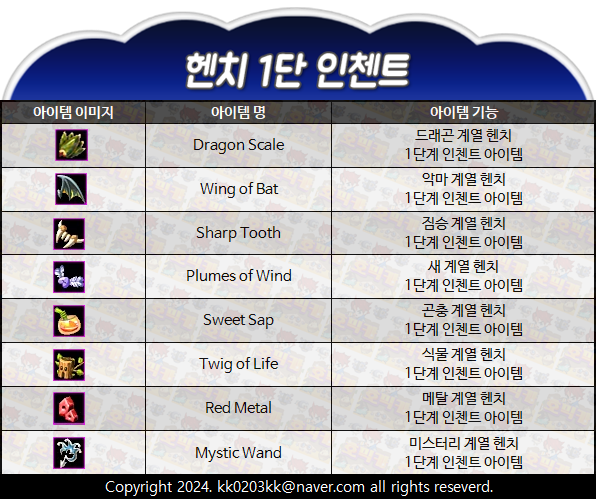 헨치 1단 인첸트
아이템 이미지 아이템 명 아이템 기능
Dragon Scale 드래곤 계열 헨치
1단계 인첸트 아이템
Wing of Bat 악마 계열 헨치
1단계 인첸트 아이템
Sharp Tooth 짐승 계열 헨치
1단계 인첸트 아이템
Plumes of Wind 새 계열 헨치
1단계 인첸트 아이템
Sweet Sap 곤충 계열 헨치
1단계 인첸트 아이템
Twig of Life 식물 계열 헨치
1단계 인첸트 아이템
Red Metal 메탈 계열 헨치
1단계 인첸트 아이템
Mystic Wand 미스터리 계열 헨치
1단계 인첸트 아이템
Copyright 2024. kk0203kk@naver.com all rights reseverd.